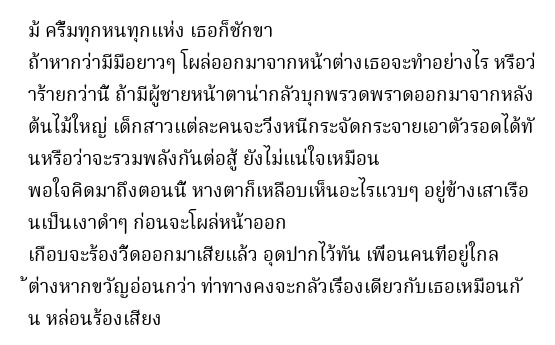 ม้ ครึ้มทุกหนทุกแห่ง เธอก็ชักขา
ถ้าหากว่ามีมือยาวๆ โผล่ออกมาจากหน้าต่างเธอจะทำอย่างไร หรือว่
าร้ายกว่านี้ ถ้ามีผู้ชายหน้าตาน่ากลัวบุกพรวดพราดออกมาจากหลัง
ต้นไม้ใหญ่ เด็กสาวแต่ละคนจะวิ่งหนีกระจัดกระจายเอาตัวรอดได้ทั
นหรือว่าจะรวมพลังกันต่อสู้ ยังไม่แน่ใจเหมือน
พอใจคิดมาถึงตอนนี้ หางตาก็เหลือบเห็นอะไรแวบๆ อยู่ข้างเสาเรือ
นเป็นเงาดำๆ ก่อนจะโผล่หน้าออก
เกือบจะร้องวี้ดออกมาเสียแล้ว อุดปากไว้ทัน เพื่อนคนที่อยู่ใกล
้ต่างหากขวัญอ่อนกว่า ท่าทางคงจะกลัวเรื่องเดียวกับเธอเหมือนกั
น หล่อนร้องเสียง